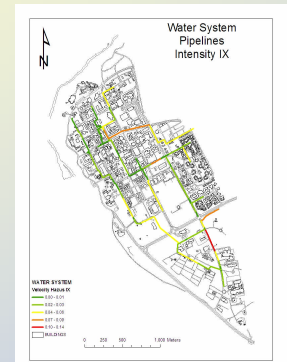 Water System
Pipelines
Intensity IX
N
WATER SYSTEM
Velocity Hazus IX
0.00 - 0.01
0.02 - 0.03
0.04 - 0.06
0.07 - 0.09
0.10 - 0.14
BUILDINGS
0 250 500 1,000 Meters